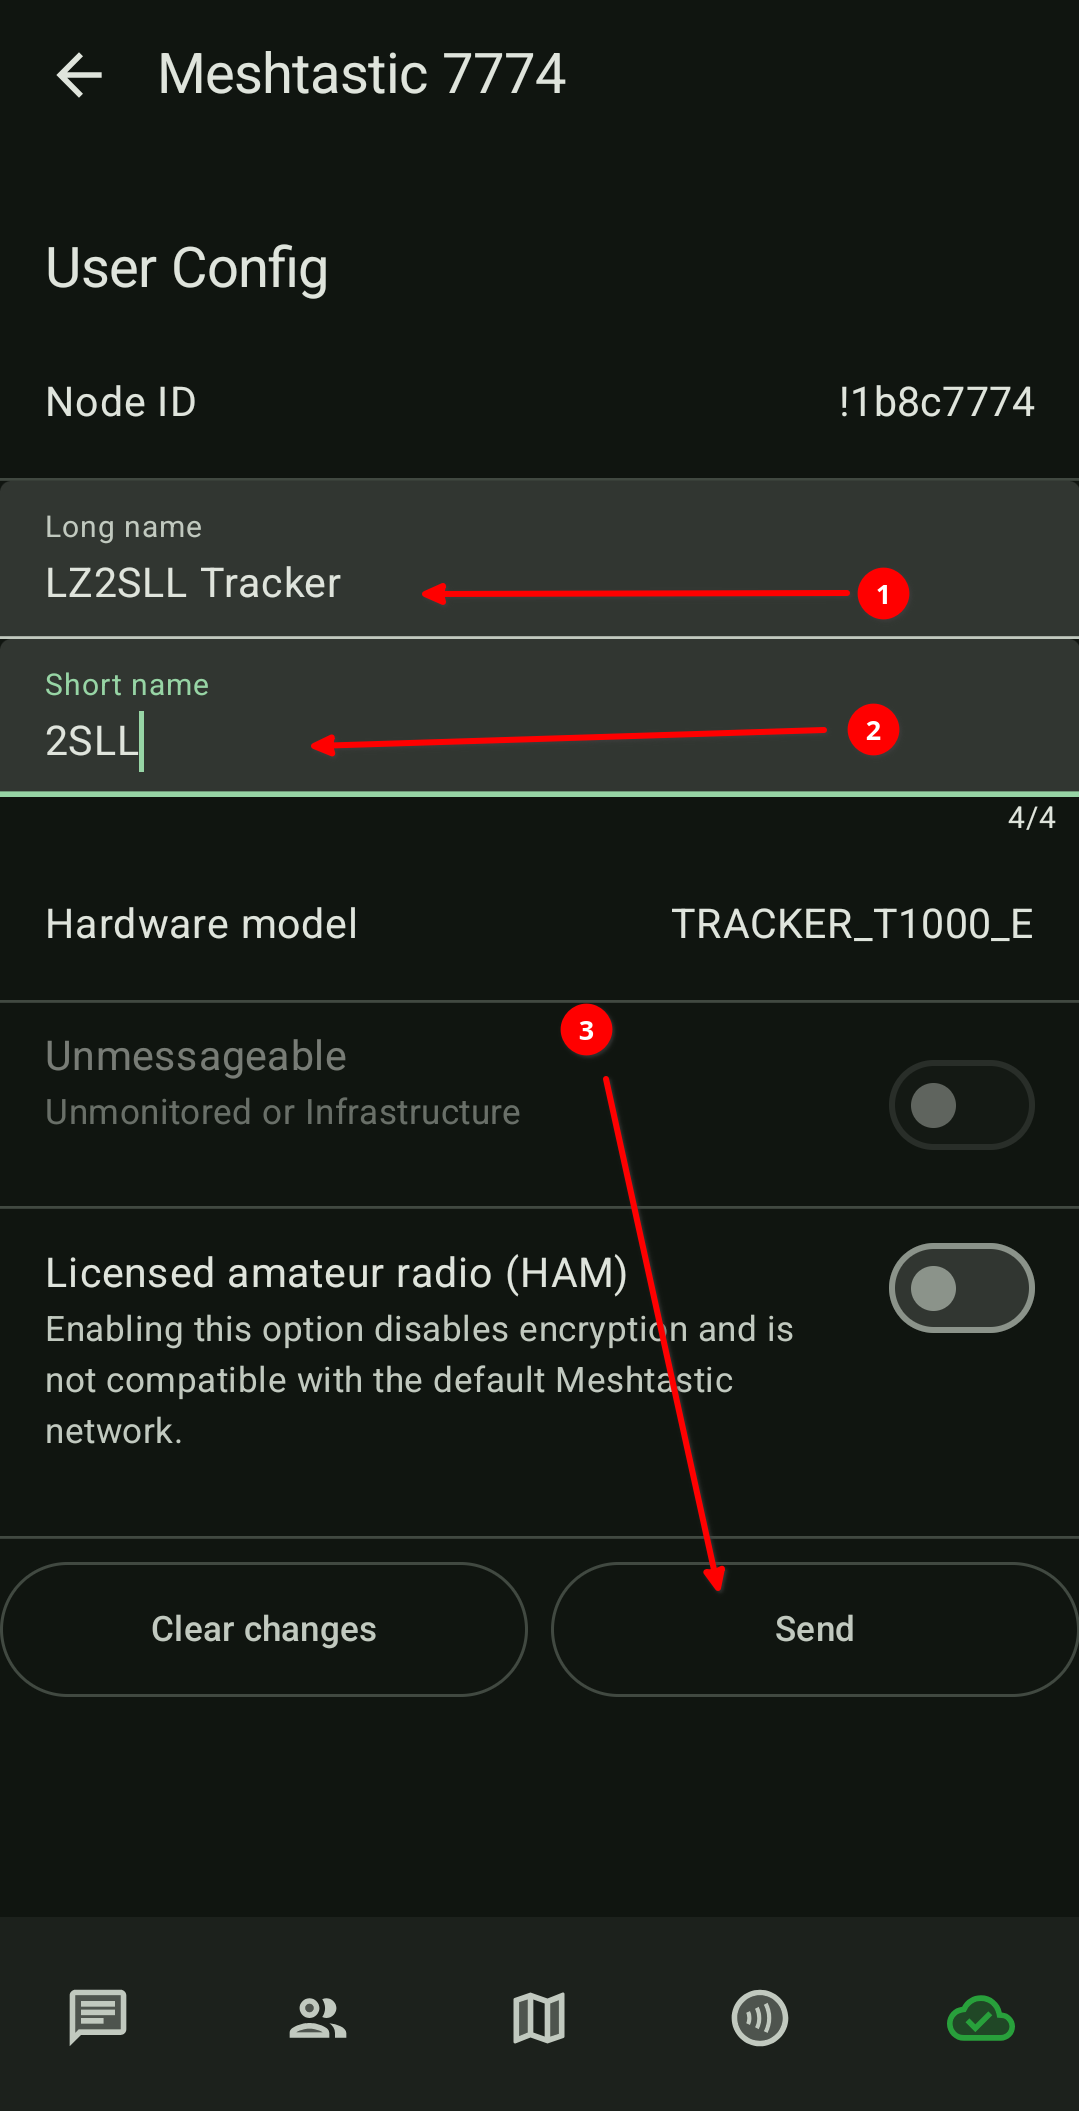 Meshtastic 7774
User Config
Node ID
!1b8c7774
Long name
LZ2SLL Tracker
1
Short name
2SLL
2
4/4
Hardware model
TRACKER_T1000_E
3
Unmessageable
Unmonitored or Infrastructure
Licensed amateur radio (HAM)
Enabling this option disables encryption and is
not compatible with the default Meshtastic
network.
Clear changes
Send